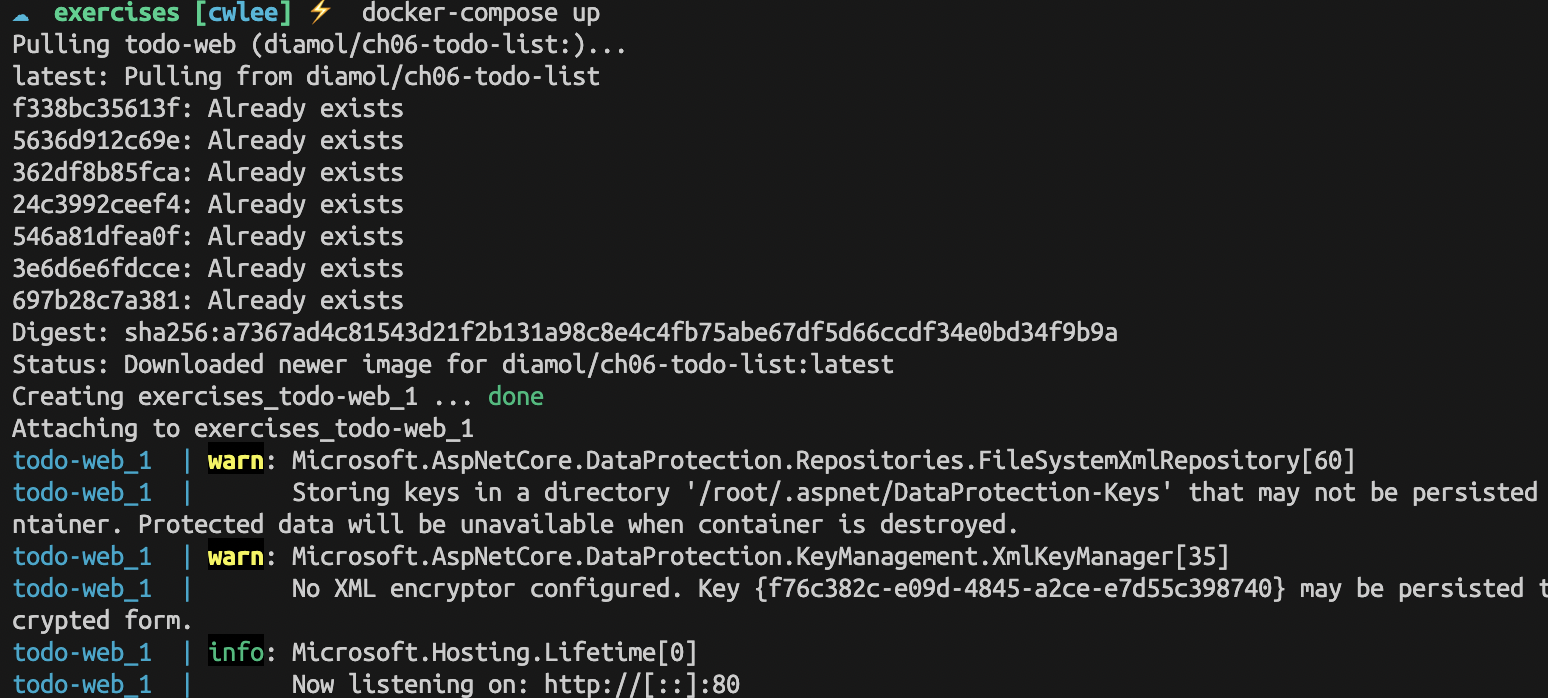 exercises [cwlee] ⚡ docker-compose up
Pulling todo-web (diamol/ch06-todo-list:)...
latest: Pulling from diamol/ch06-todo-list
f338bc35613f: Already exists
5636d912c69e: Already exists
362df8b85fca: Already exists
24c3992ceef4: Already exists
546a81dfea0f: Already exists
3e6d6e6fdcce: Already exists
697b28c7a381: Already exists
Digest: sha256:a7367ad4c81543d21f2b131a98c8e4c4fb75abe67df5d66ccdf34e0bd34f9b9a
Status: Downloaded newer image for diamol/ch06-todo-list:latest
Creating exercises_todo-web_1 ... done
Attaching to exercises_todo-web_1
todo-web_1  | warn: Microsoft.AspNetCore.DataProtection.Repositories.FileSystemXmlRepository[60]
todo-web_1  |       Storing keys in a directory '/root/.aspnet/DataProtection-Keys' that may not be persisted
ntainer. Protected data will be unavailable when container is destroyed.
todo-web_1  | warn: Microsoft.AspNetCore.DataProtection.KeyManagement.XmlKeyManager[35]
todo-web_1  |       No XML encryptor configured. Key {f76c382c-e09d-4845-a2ce-e7d55c398740} may be persisted t
crypted form.
todo-web_1  | info: Microsoft.Hosting.Lifetime[0]
todo-web_1  |       Now listening on: http://[::]:80